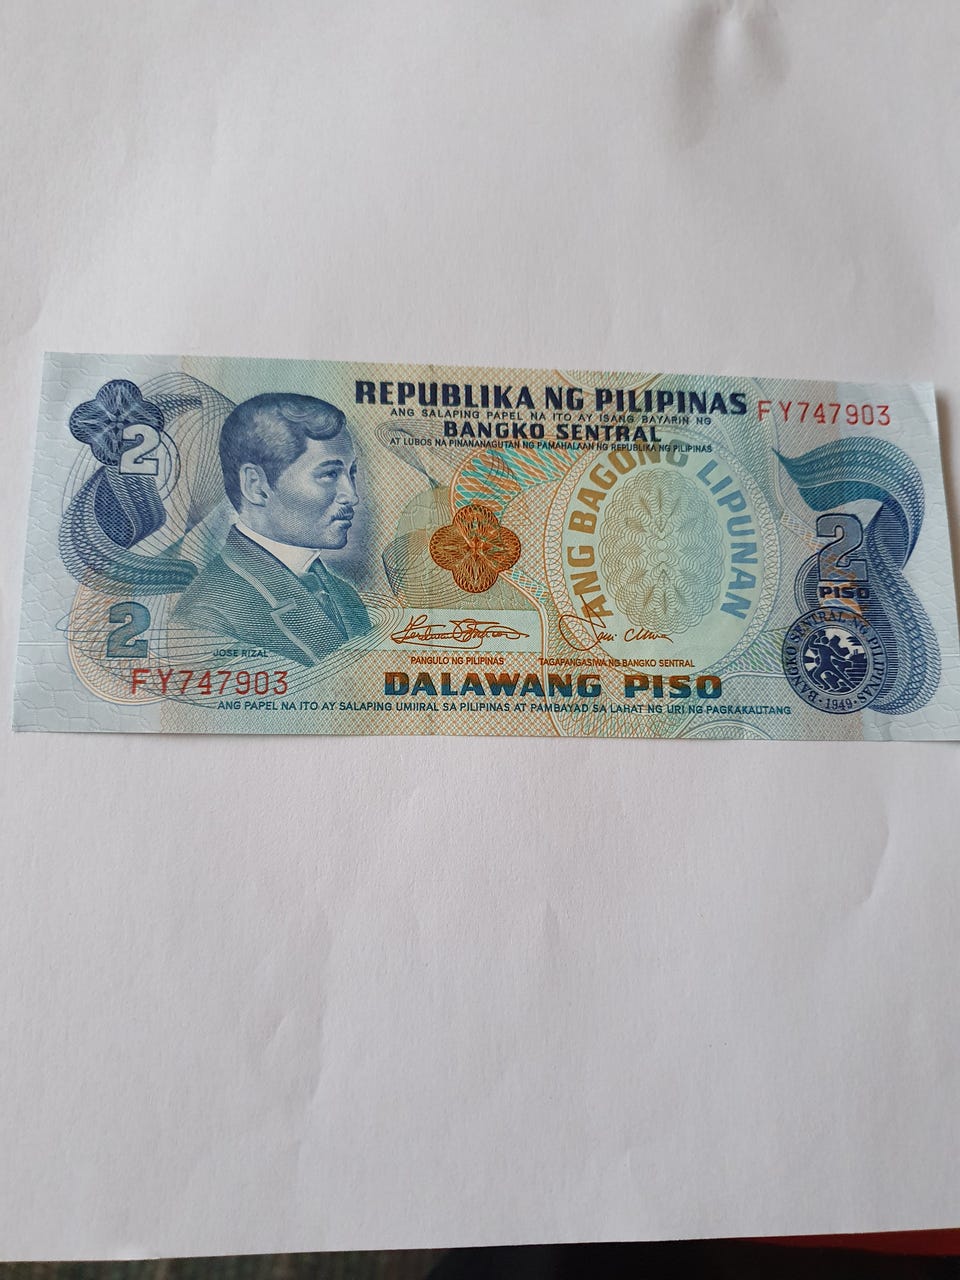 REPUBLIKA NG PILIPINAS
ANG SALAPING PAPEL NA ITO AY ISANG BAYARIN NG
BANGKO SENTRAL
AT LUBOS NA PINANANAGUTAN NG PAMAHALAAN NG REPUBLIKA NG PILIPINAS
FY747903
2
ANG BAGONG LIPUNAN
2
PISO
2
JOSE RIZAL
PANGULO NG PILIPINAS
TAGAPANGASIWA NG BANGKO SENTRAL
BANGKO SENTRAL NG PILIPINAS
1949
FY747903
DALAWANG PISO
ANG PAPEL NA ITO AY SALAPING UMIIRAL SA PILIPINAS AT PAMBAYAD SA LAHAT NG URI NG PAGKAKAUTANG